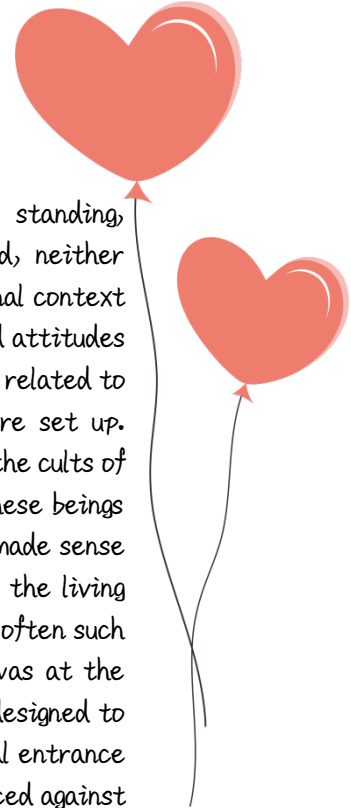 standing,
d, neither
nal context
d attitudes
related to
re set up.
the cults of
hese beings
made sense
the living
often such
vas at the
designed to
l entrance
ced against